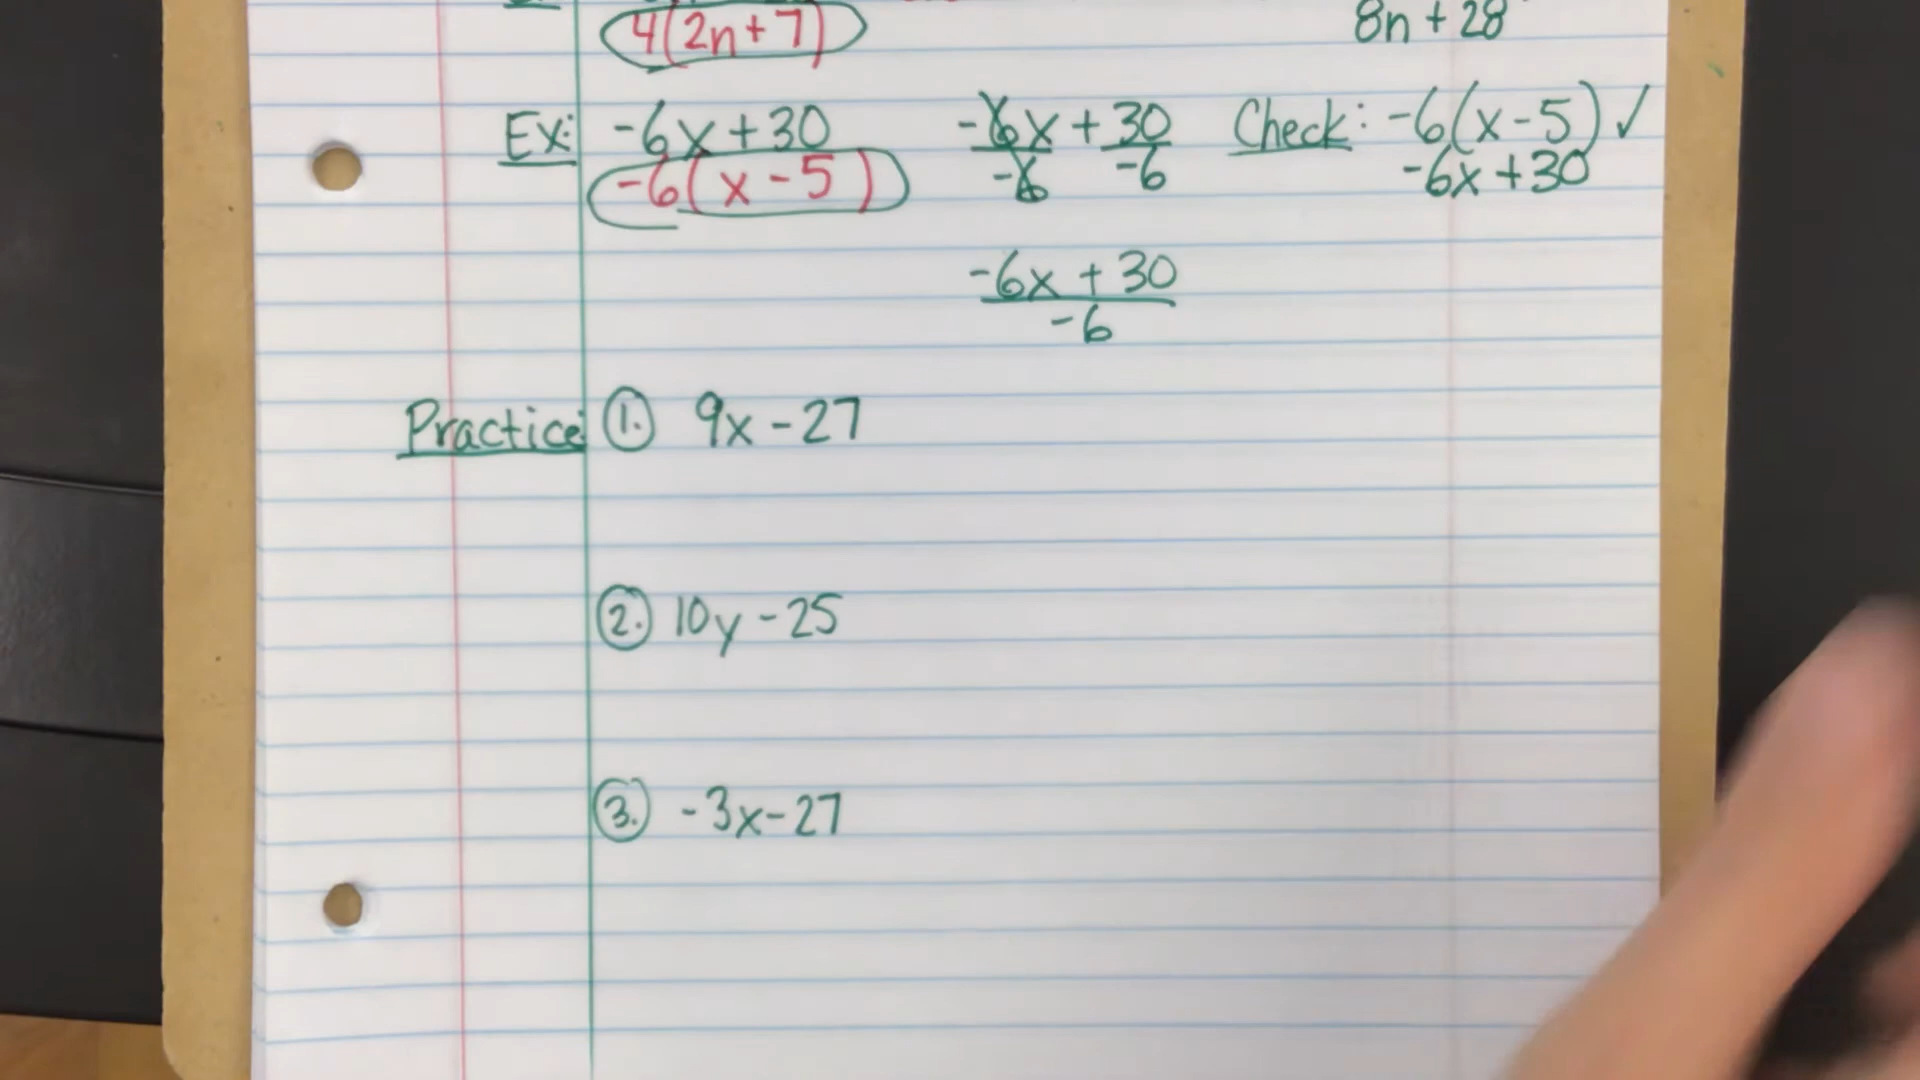 4(2n+7) 8n + 28
Ex: -6x+30 -6x + 30 Check: -6(x-5) ✓
-6(x-5) -6 -6 -6x+30
-6x + 30
-6
Practice: 1. 9x-27
2. 10y-25
3. -3x-27